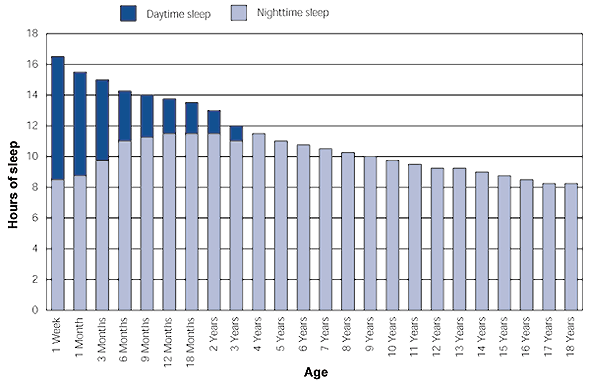 Daytime sleep
Nighttime sleep
18
16
14
12
10
8
6
4
2
0
Hours of sleep
1 Week
1 Month
3 Months
6 Months
9 Months
12 Months
18 Months
2 Years
3 Years
4 Years
5 Years
6 Years
7 Years
8 Years
9 Years
10 Years
11 Years
12 Years
13 Years
14 Years
15 Years
16 Years
17 Years
18 Years
Age